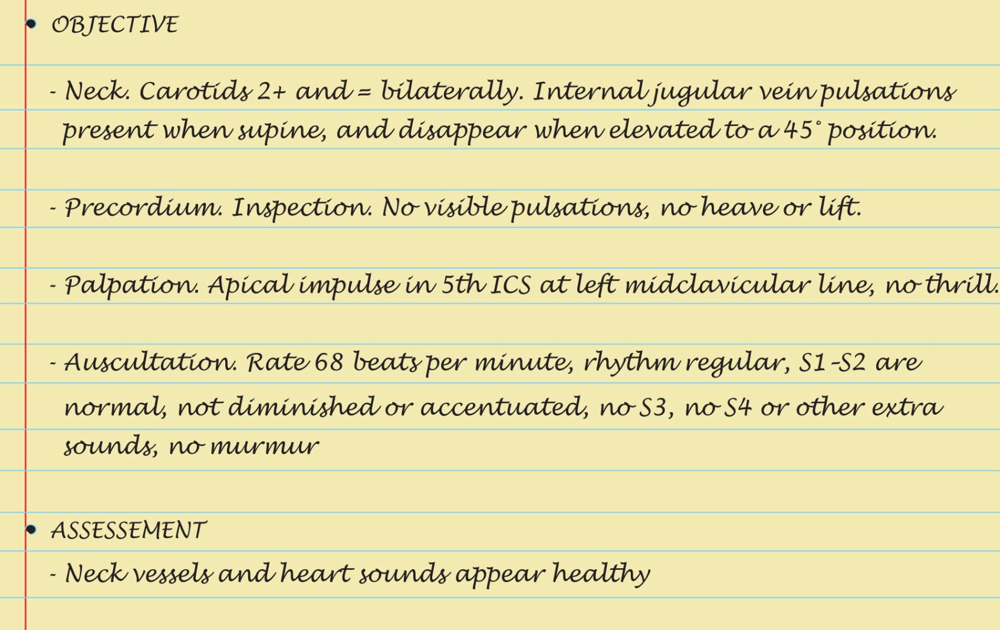 • OBJECTIVE
- Neck. Carotids 2+ and = bilaterally. Internal jugular vein pulsations
present when supine, and disappear when elevated to a 45° position.
- Precordium. Inspection. No visible pulsations, no heave or lift.
- Palpation. Apical impulse in 5th ICS at left midclavicular line, no thrill.
- Auscultation. Rate 68 beats per minute, rhythm regular, S1-S2 are
normal, not diminished or accentuated, no S3, no S4 or other extra
sounds, no murmur
• ASSESSEMENT
- Neck vessels and heart sounds appear healthy